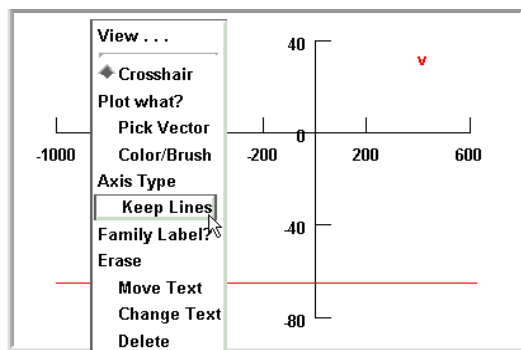 View . . .
Crosshair
Plot what?
Pick Vector
Color/Brush
Axis Type
Keep Lines
Family Label?
Erase
Move Text
Change Text
Delete
40
v
0
-1000
-200
200
600
-40
-80